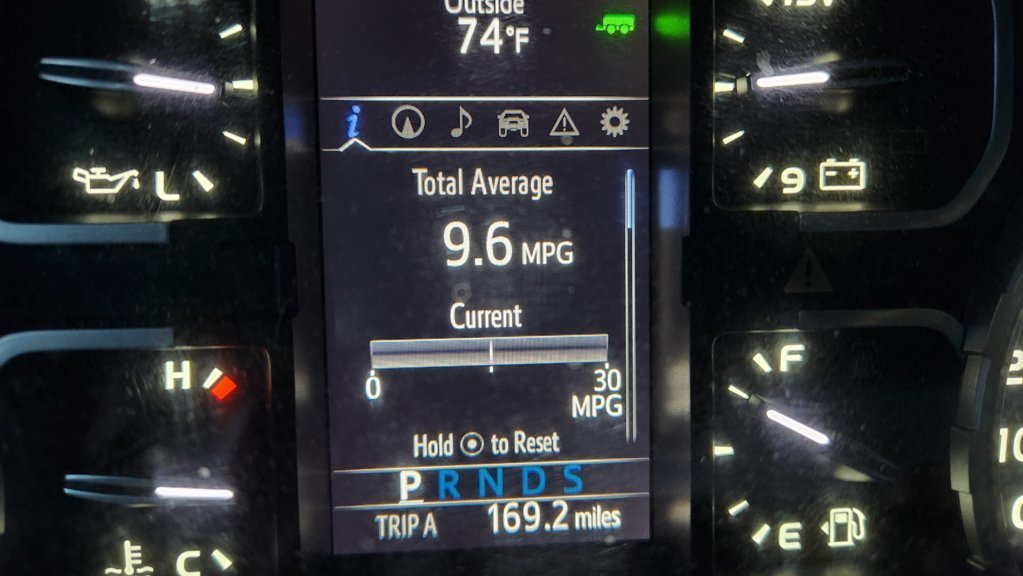 Outside
74°F
L
9
Total Average
9.6 MPG
Current
0
30
MPG
H
F
Hold to Reset
P R N D S
TRIP A 169.2 miles
C
E